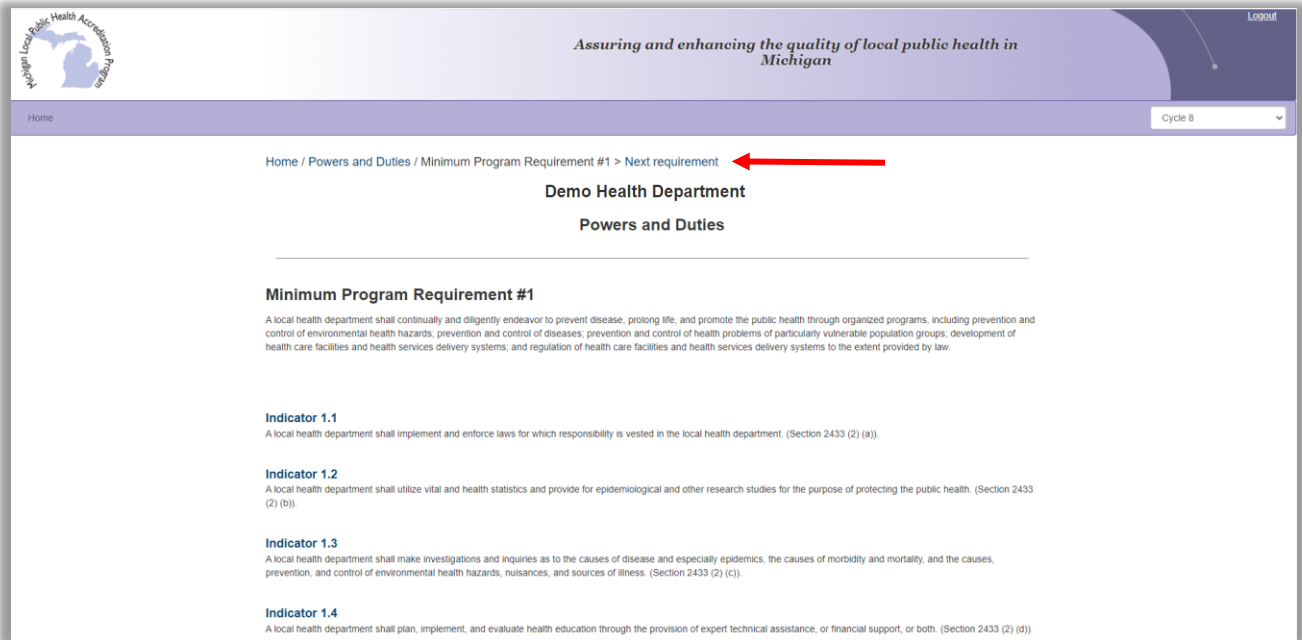 Michigan Local Public Health Accreditation Program
Logout
Assuring and enhancing the quality of local public health in
Michigan
Home
Cycle 8
Home / Powers and Duties / Minimum Program Requirement #1 > Next requirement
Demo Health Department
Powers and Duties
Minimum Program Requirement #1
A local health department shall continually and diligently endeavor to prevent disease, prolong life, and promote the public health through organized programs, including prevention and
control of environmental health hazards; prevention and control of diseases; prevention and control of health problems of particularly vulnerable population groups; development of
health care facilities and health services delivery systems; and regulation of health care facilities and health services delivery systems to the extent provided by law.
Indicator 1.1
A local health department shall implement and enforce laws for which responsibility is vested in the local health department. (Section 2433 (2) (a)).
Indicator 1.2
A local health department shall utilize vital and health statistics and provide for epidemiological and other research studies for the purpose of protecting the public health. (Section 2433
(2) (b)).
Indicator 1.3
A local health department shall make investigations and inquiries as to the causes of disease and especially epidemics, the causes of morbidity and mortality, and the causes,
prevention, and control of environmental health hazards, nuisances, and sources of illness. (Section 2433 (2) (c)).
Indicator 1.4
A local health department shall plan, implement, and evaluate health education through the provision of expert technical assistance, or financial support, or both. (Section 2433 (2) (d)).